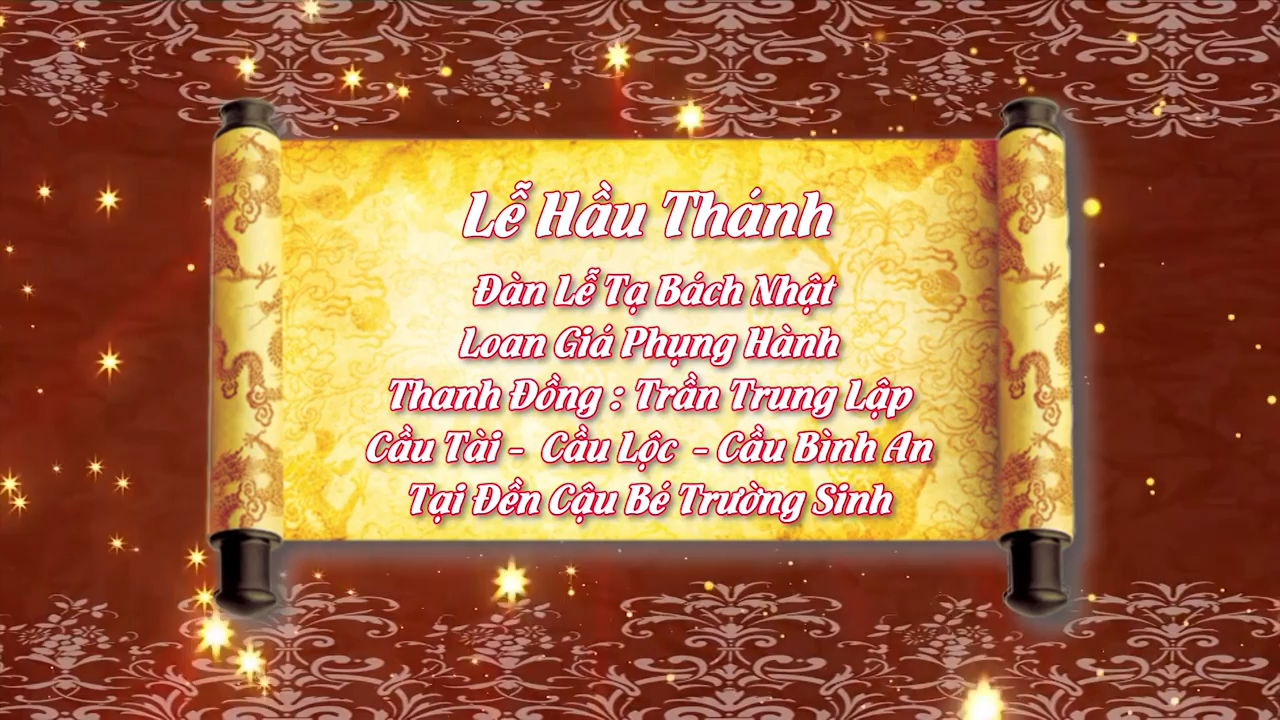 Lễ Hầu Thánh
Đàn Lễ Tạ Bách Nhật
Loan Giá Phụng Hành
Thanh Đồng : Trần Trung Lập
Cầu Tài - Cầu Lộc - Cầu Bình An
Tại Đền Cậu Bé Trường Sinh